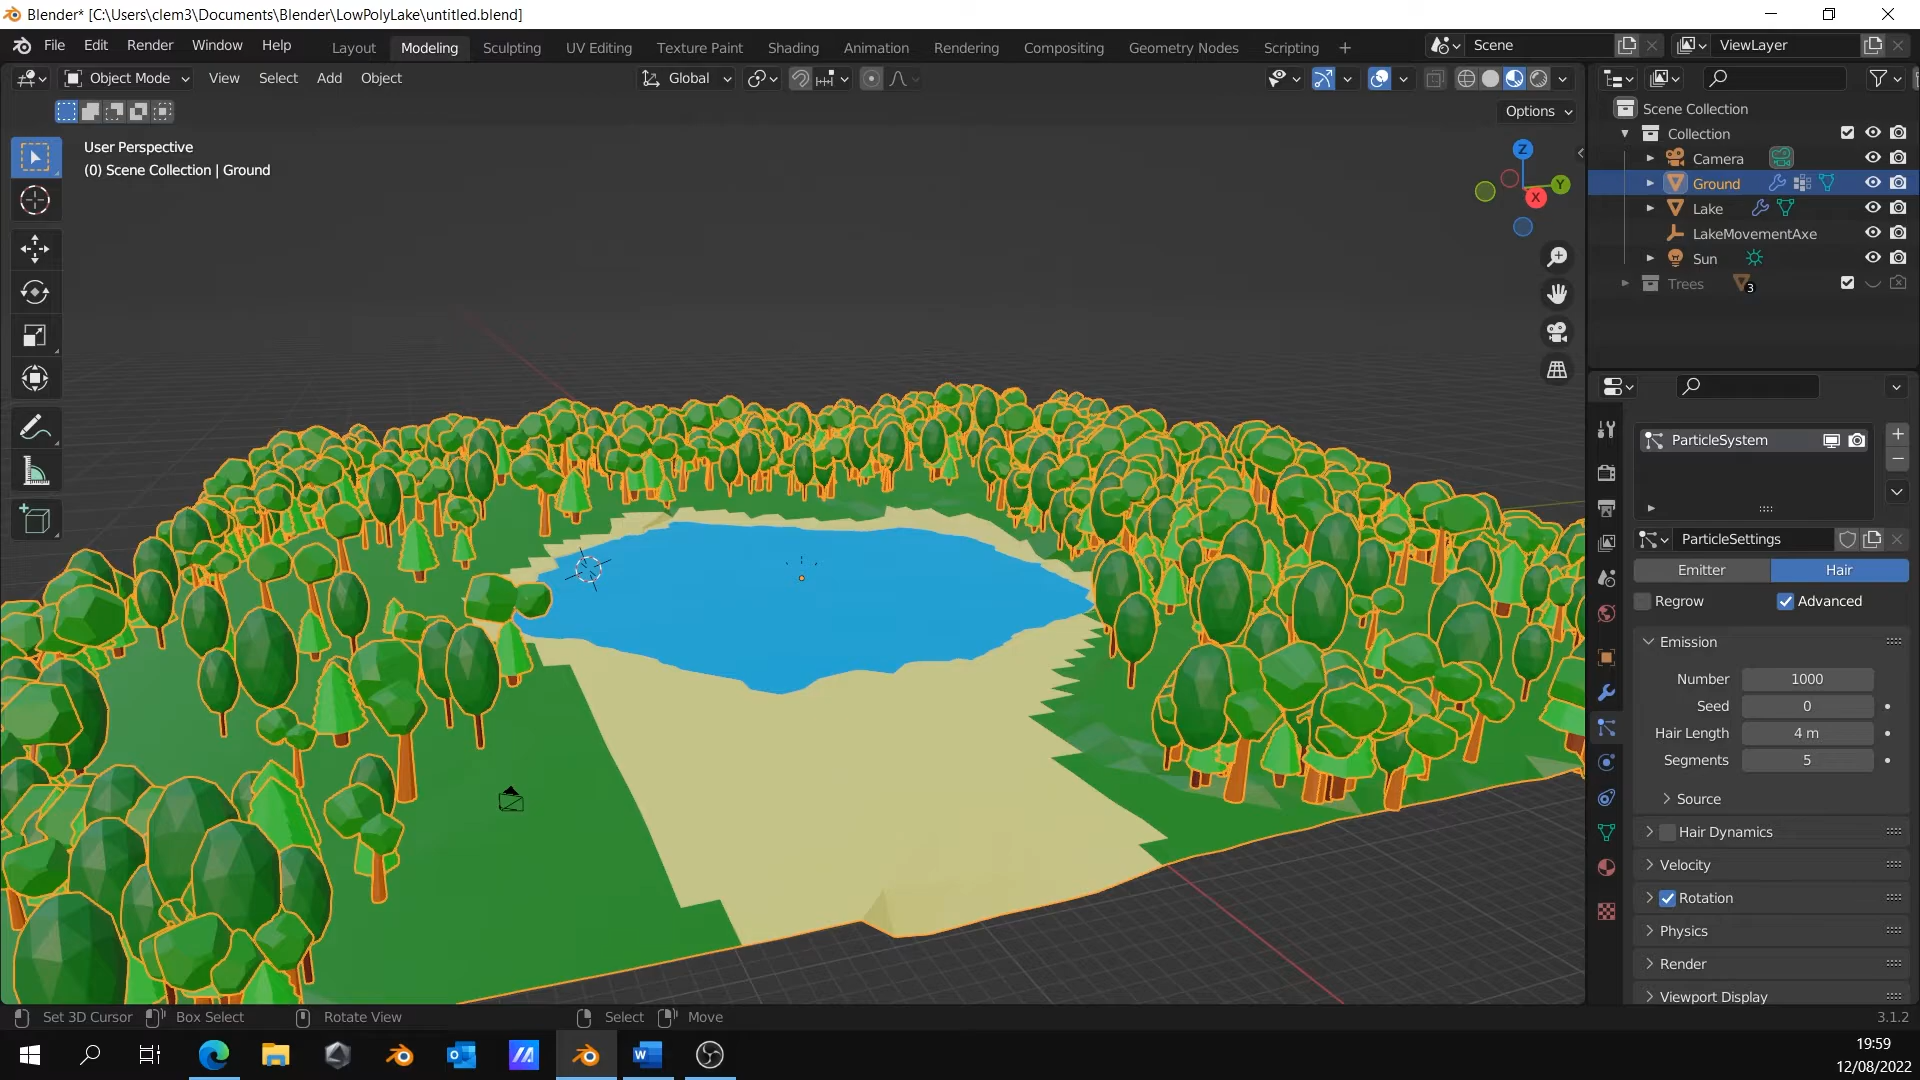 Blender* [C:\Users\clem3\Documents\Blender\LowPolyLake\untitled.blend]
File Edit Render Window Help Layout Modeling Sculpting UV Editing Texture Paint Shading Animation Rendering Compositing Geometry Nodes Scripting + Scene ViewLayer
Object Mode View Select Add Object Global
Options
User Perspective
(0) Scene Collection | Ground
Z
Y
X
Scene Collection
Collection
Camera
Ground
Lake
LakeMovementAxe
Sun
Trees 3
ParticleSystem
ParticleSettings
Emitter Hair
Regrow Advanced
Emission
Number 1000
Seed 0
Hair Length 4 m
Segments 5
Source
Hair Dynamics
Velocity
Rotation
Physics
Render
Viewport Display
Set 3D Cursor Box Select Rotate View Select Move 3.1.2
19:59
12/08/2022